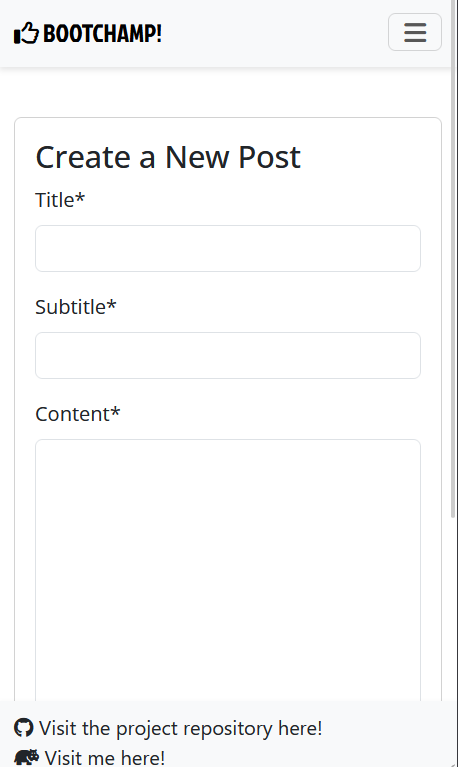 BOOTCHAMP!
Create a New Post
Title*
Subtitle*
Content*
Visit the project repository here!
Visit me here!